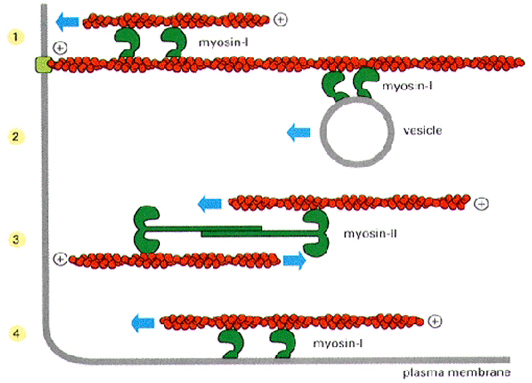 1
+
myosin-I
+
myosin-I
2
vesicle
+
3
myosin-II
+
4
+
myosin-I
plasma membrane